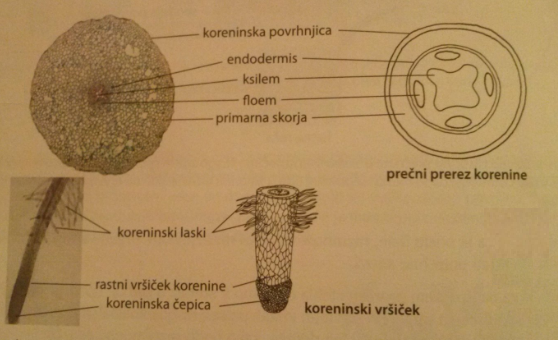 koreninska povrhnjica
endodermis
ksilem
floem
primarna skorja
prečni prerez korenine
koreninski laski
rastni vršiček korenine
koreninska čepica
koreninski vršiček